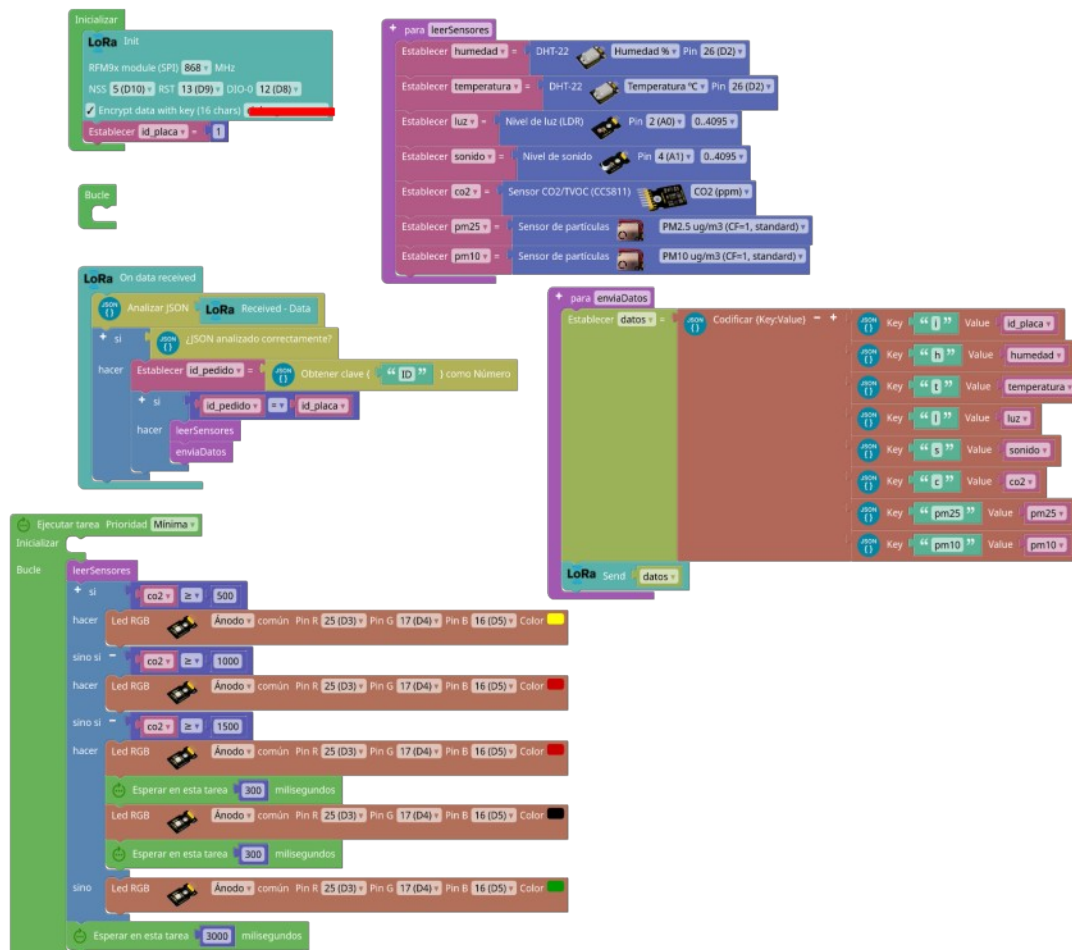 Inicializar
LoRa Init
RFM9x module (SPI) 868 MHz
NSS 5 (D10) RST 13 (D9) DIO-0 12 (D8)
Encrypt data with key (16 chars)
Establecer id_placa = 1
Bucle
LoRa On data received
JSON {} Analizar JSON LoRa Received - Data
+ si JSON {} ¿JSON analizado correctamente?
hacer Establecer id_pedido = JSON {} Obtener clave ( “ ID ” ) como Número
+ si id_pedido = id_placa
hacer leerSensores
enviaDatos
+ para leerSensores
Establecer humedad = DHT-22 Humedad % Pin 26 (D2)
Establecer temperatura = DHT-22 Temperatura ºC Pin 26 (D2)
Establecer luz = Nivel de luz (LDR) Pin 2 (A0) 0..4095
Establecer sonido = Nivel de sonido Pin 4 (A1) 0..4095
Establecer co2 = Sensor CO2/TVOC (CCS811) CO2 (ppm)
Establecer pm25 = Sensor de partículas PM2.5 ug/m3 (CF=1, standard)
Establecer pm10 = Sensor de partículas PM10 ug/m3 (CF=1, standard)
+ para enviaDatos
Establecer datos = JSON {} Codificar (Key:Value) − + JSON {} Key “ i ” Value id_placa
JSON {} Key “ h ” Value humedad
JSON {} Key “ t ” Value temperatura
JSON {} Key “ l ” Value luz
JSON {} Key “ s ” Value sonido
JSON {} Key “ c ” Value co2
JSON {} Key “ pm25 ” Value pm25
JSON {} Key “ pm10 ” Value pm10
LoRa Send datos
Ejecutar tarea Prioridad Mínima
Inicializar
Bucle leerSensores
+ si co2 ≥ 500
hacer Led RGB Ánodo común Pin R 25 (D3) Pin G 17 (D4) Pin B 16 (D5) Color
sino si − co2 ≥ 1000
hacer Led RGB Ánodo común Pin R 25 (D3) Pin G 17 (D4) Pin B 16 (D5) Color
sino si − co2 ≥ 1500
hacer Led RGB Ánodo común Pin R 25 (D3) Pin G 17 (D4) Pin B 16 (D5) Color
Esperar en esta tarea 300 milisegundos
Led RGB Ánodo común Pin R 25 (D3) Pin G 17 (D4) Pin B 16 (D5) Color
Esperar en esta tarea 300 milisegundos
sino Led RGB Ánodo común Pin R 25 (D3) Pin G 17 (D4) Pin B 16 (D5) Color
Esperar en esta tarea 3000 milisegundos